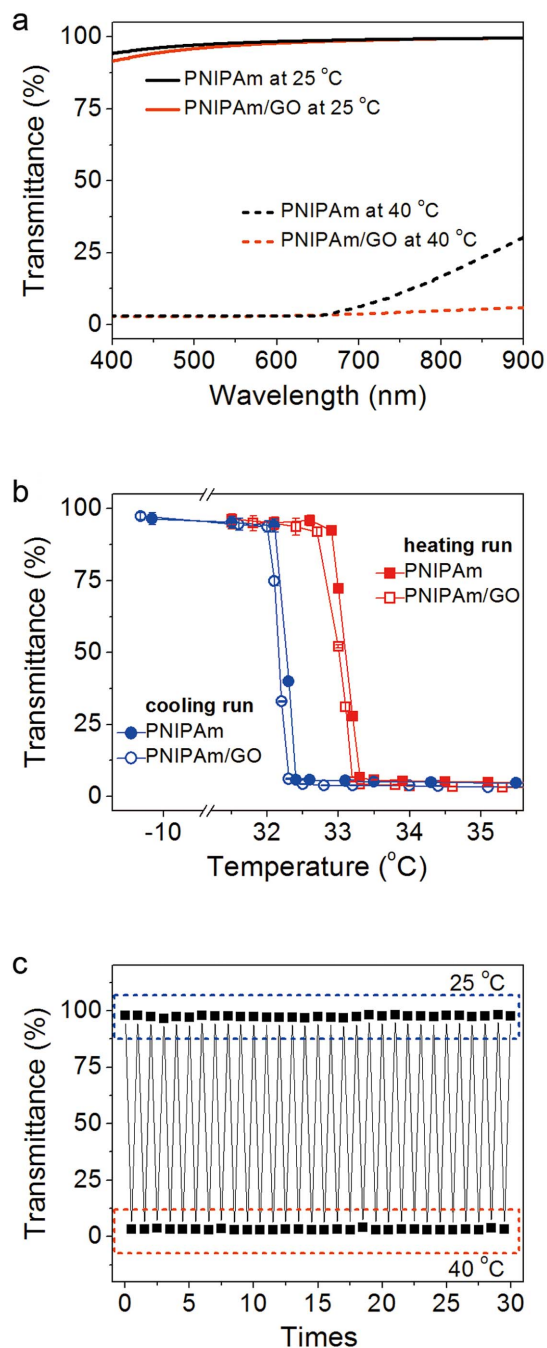 a
100
75
50
25
0
Transmittance (%)
PNIPAm at 25 °C
PNIPAm/GO at 25 °C
PNIPAm at 40 °C
PNIPAm/GO at 40 °C
400 500 600 700 800 900
Wavelength (nm)
b
100
75
50
25
0
Transmittance (%)
heating run
PNIPAm
PNIPAm/GO
cooling run
PNIPAm
PNIPAm/GO
-10 32 33 34 35
Temperature (°C)
c
25 °C
100
75
50
25
0
Transmittance (%)
40 °C
0 5 10 15 20 25 30
Times